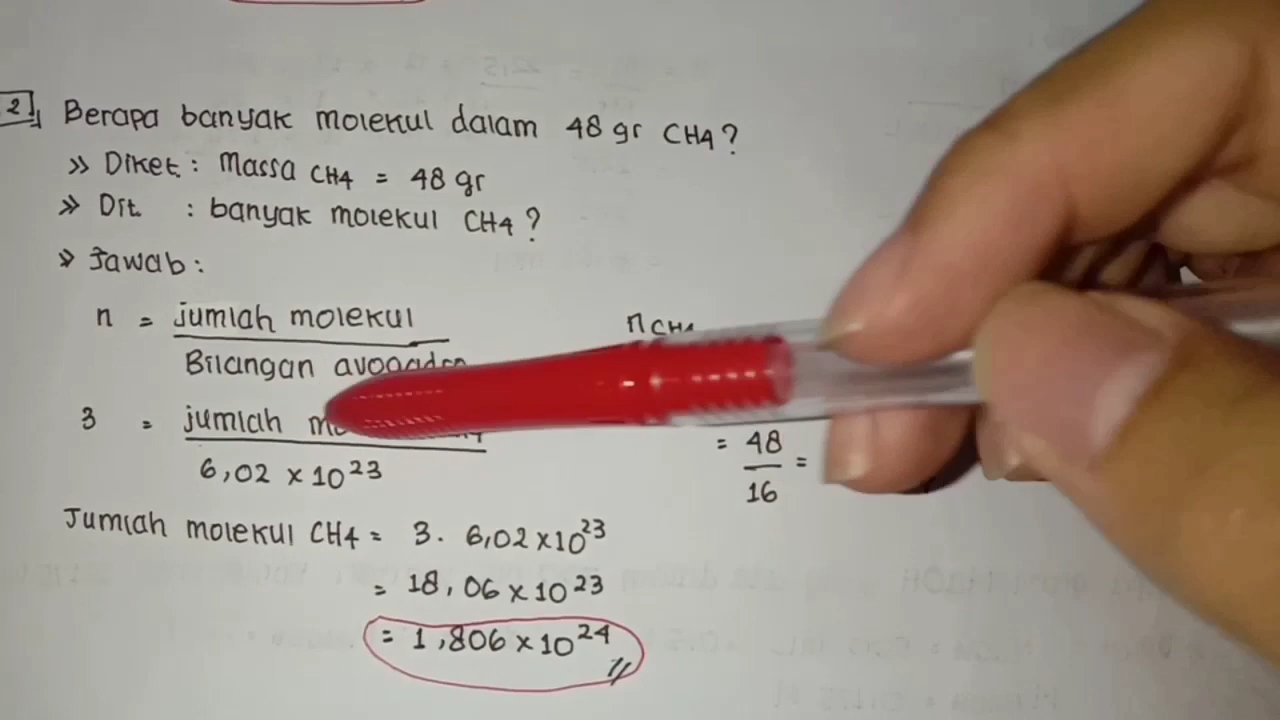 2 Berapa banyak molekul dalam 48 gr CH4?
>> Diket : Massa CH4 = 48 gr
>> Dit. : banyak molekul CH4?
>> Jawab :
n = jumlah molekul
Bilangan avogadro
n CH4
3 = jumlah
6,02 x 10^23
= 48
16 =
Jumlah molekul CH4 = 3. 6,02 x 10^23
= 18,06 x 10^23
= 1,806 x 10^24 //